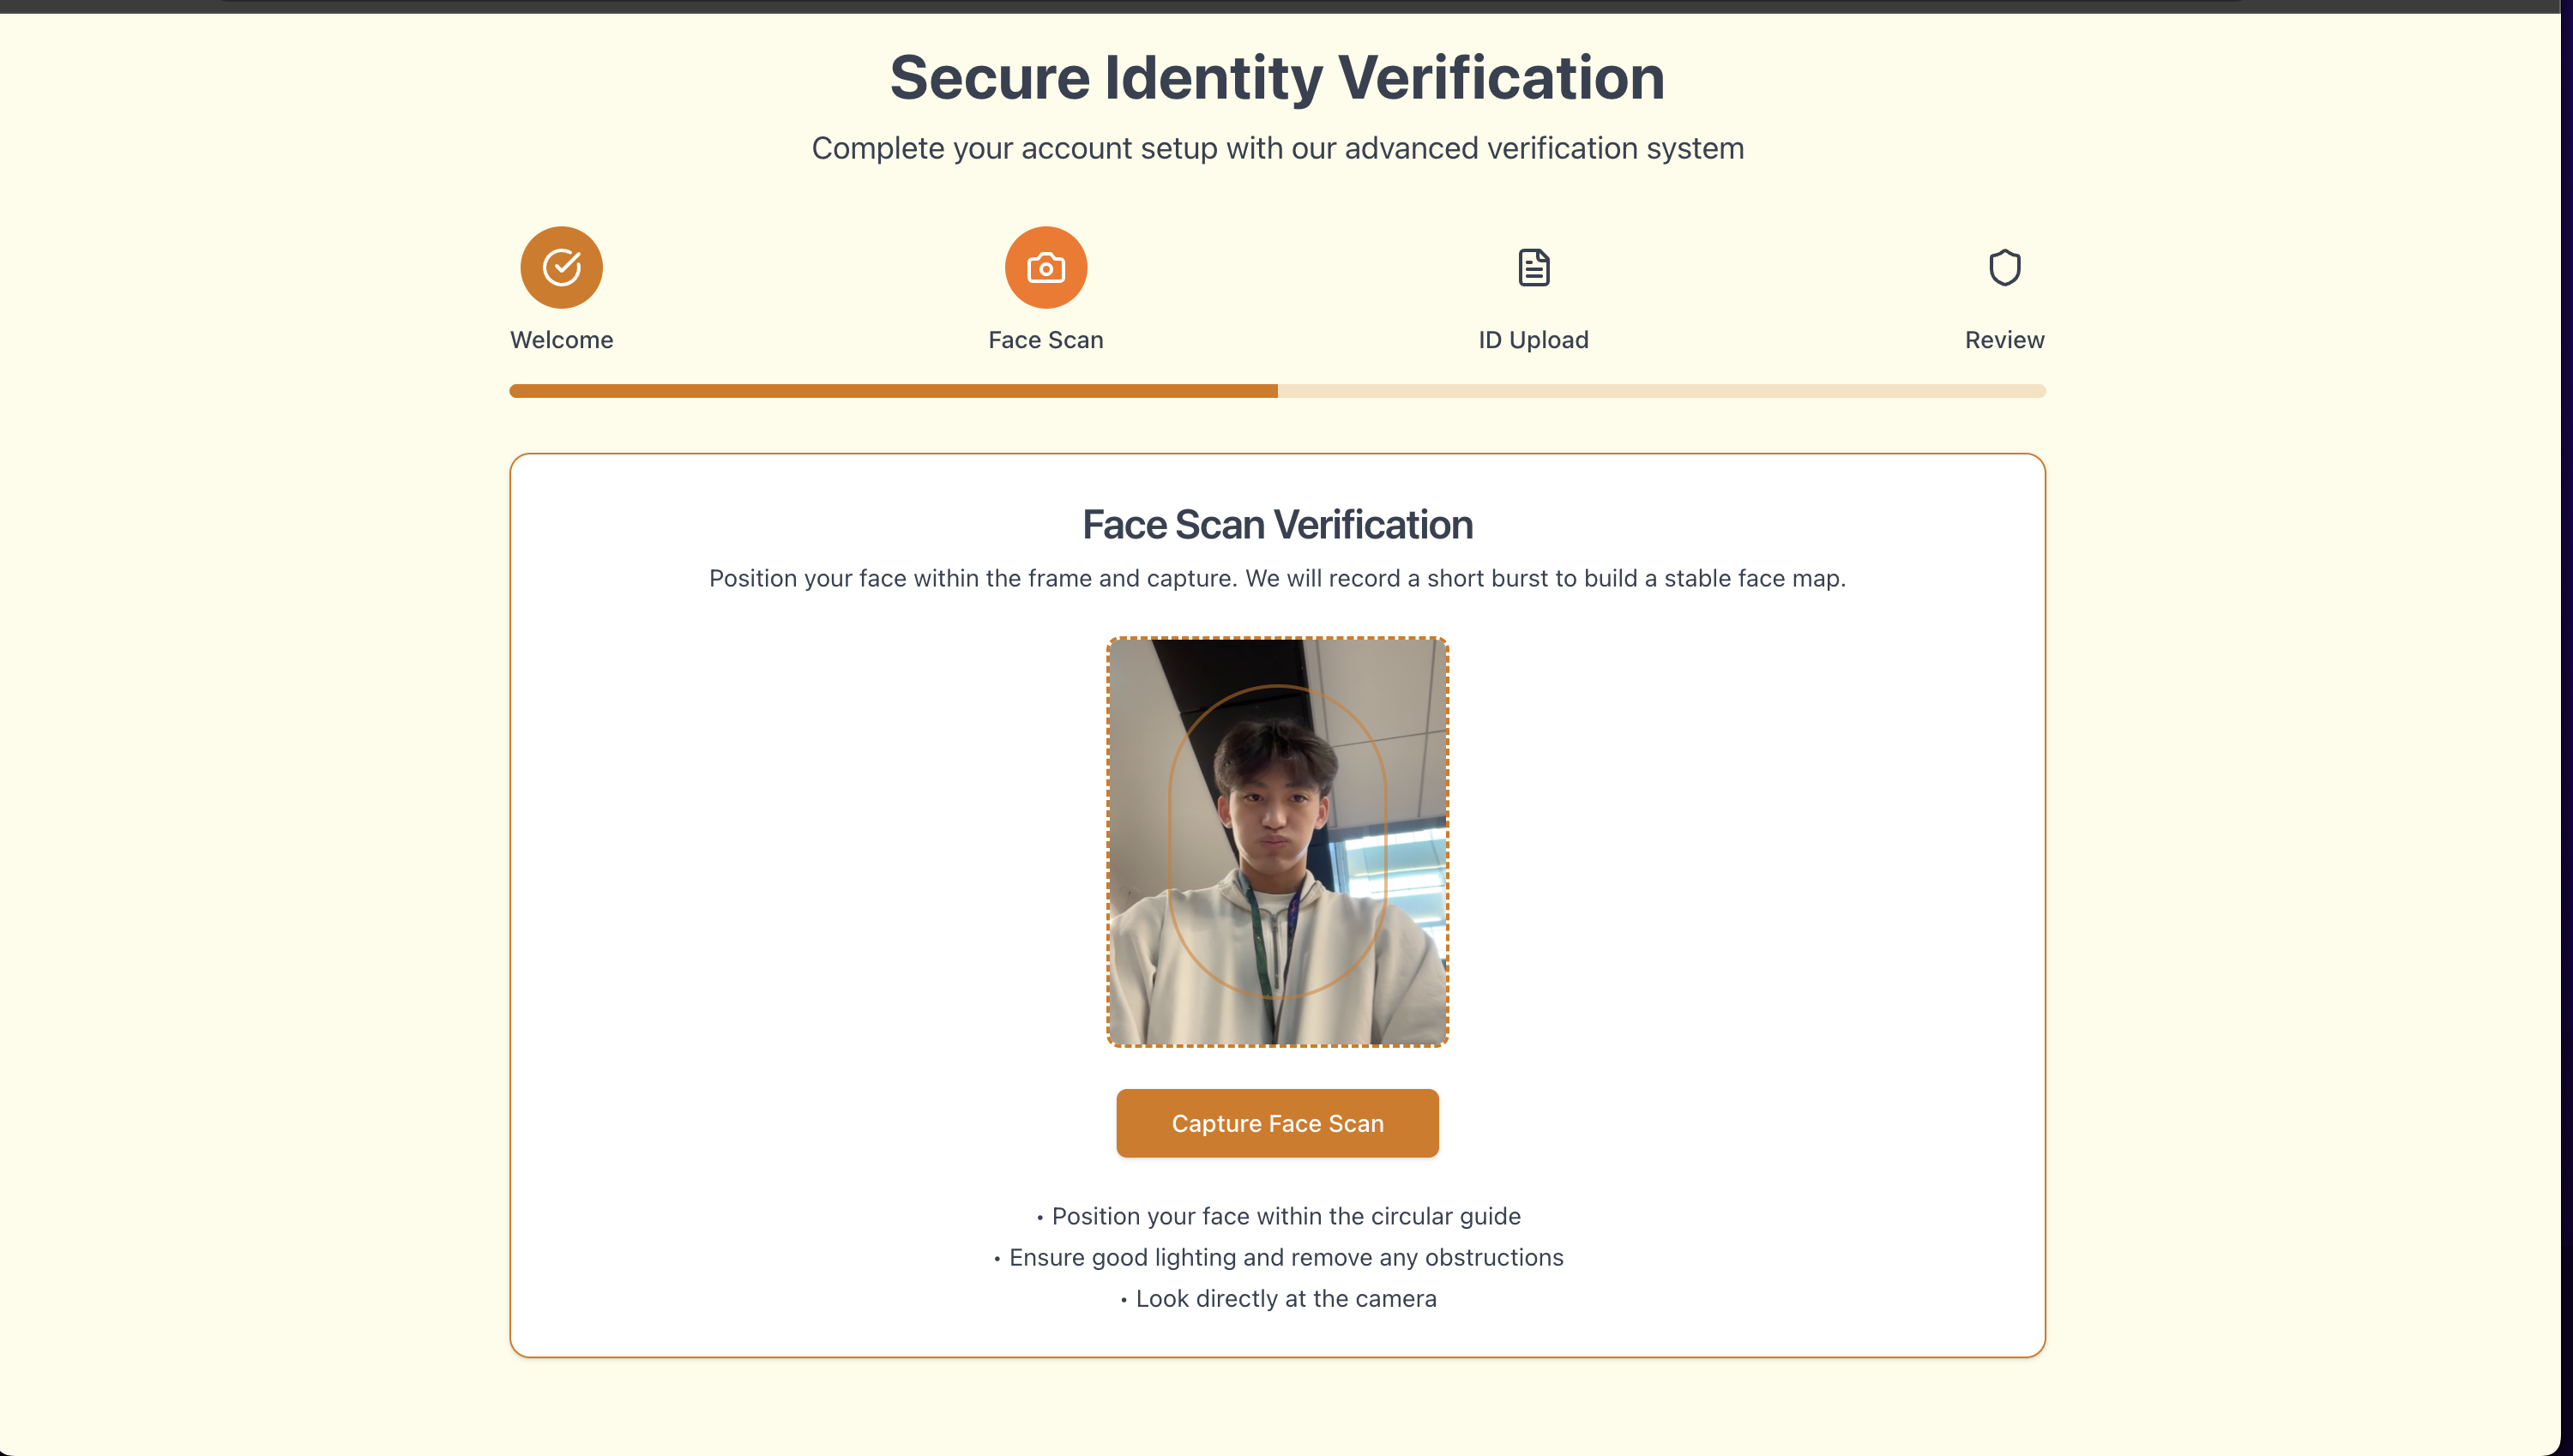 Secure Identity Verification
Complete your account setup with our advanced verification system
Welcome
Face Scan
ID Upload
Review
Face Scan Verification
Position your face within the frame and capture. We will record a short burst to build a stable face map.
Capture Face Scan
• Position your face within the circular guide
• Ensure good lighting and remove any obstructions
• Look directly at the camera